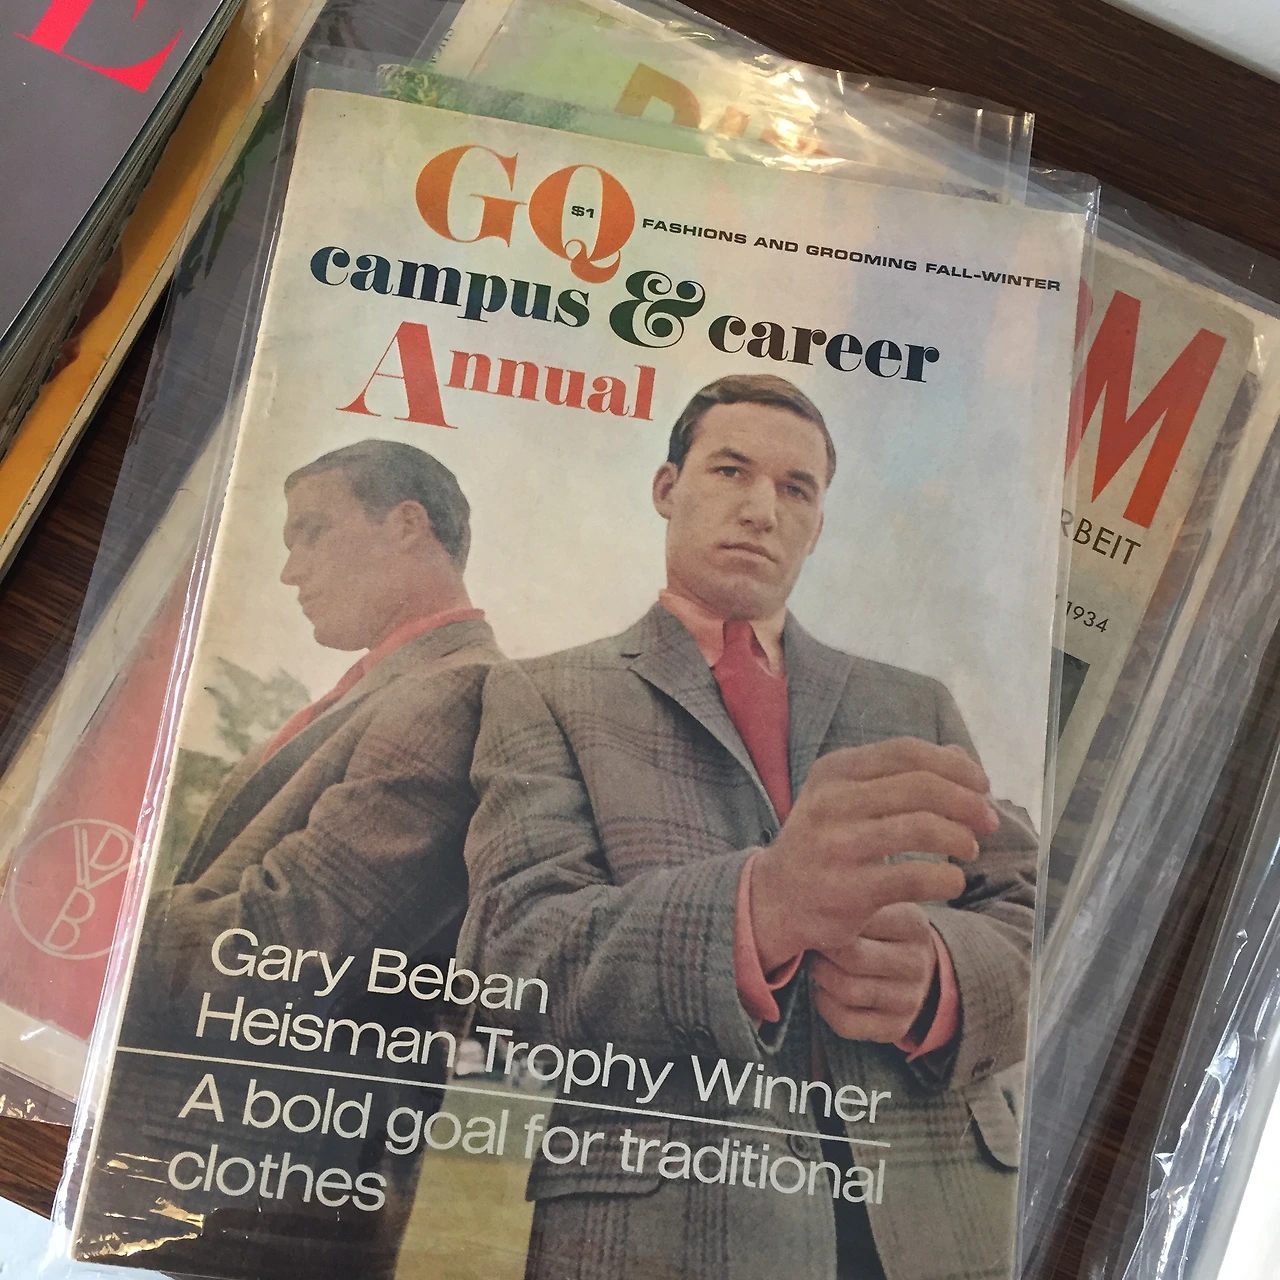 E
GQ
$1
FASHIONS AND GROOMING FALL-WINTER
campus & career
Annual
M
RBEIT
1934
Gary Beban
Heisman Trophy Winner
A bold goal for traditional
clothes